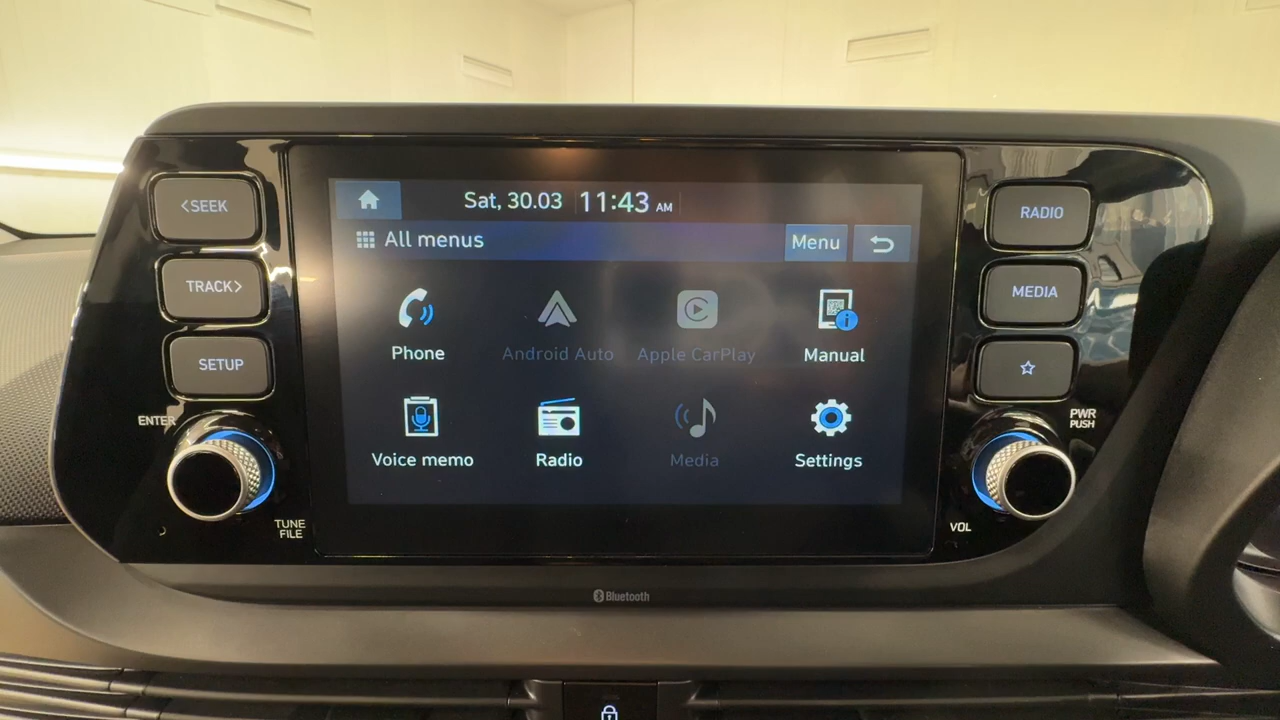 <SEEK
TRACK>
SETUP
ENTER
TUNE
FILE
Sat, 30.03 11:43 AM
All menus
Menu
Phone
Android Auto
Apple CarPlay
Manual
Voice memo
Radio
Media
Settings
RADIO
MEDIA
PWR
PUSH
VOL
Bluetooth